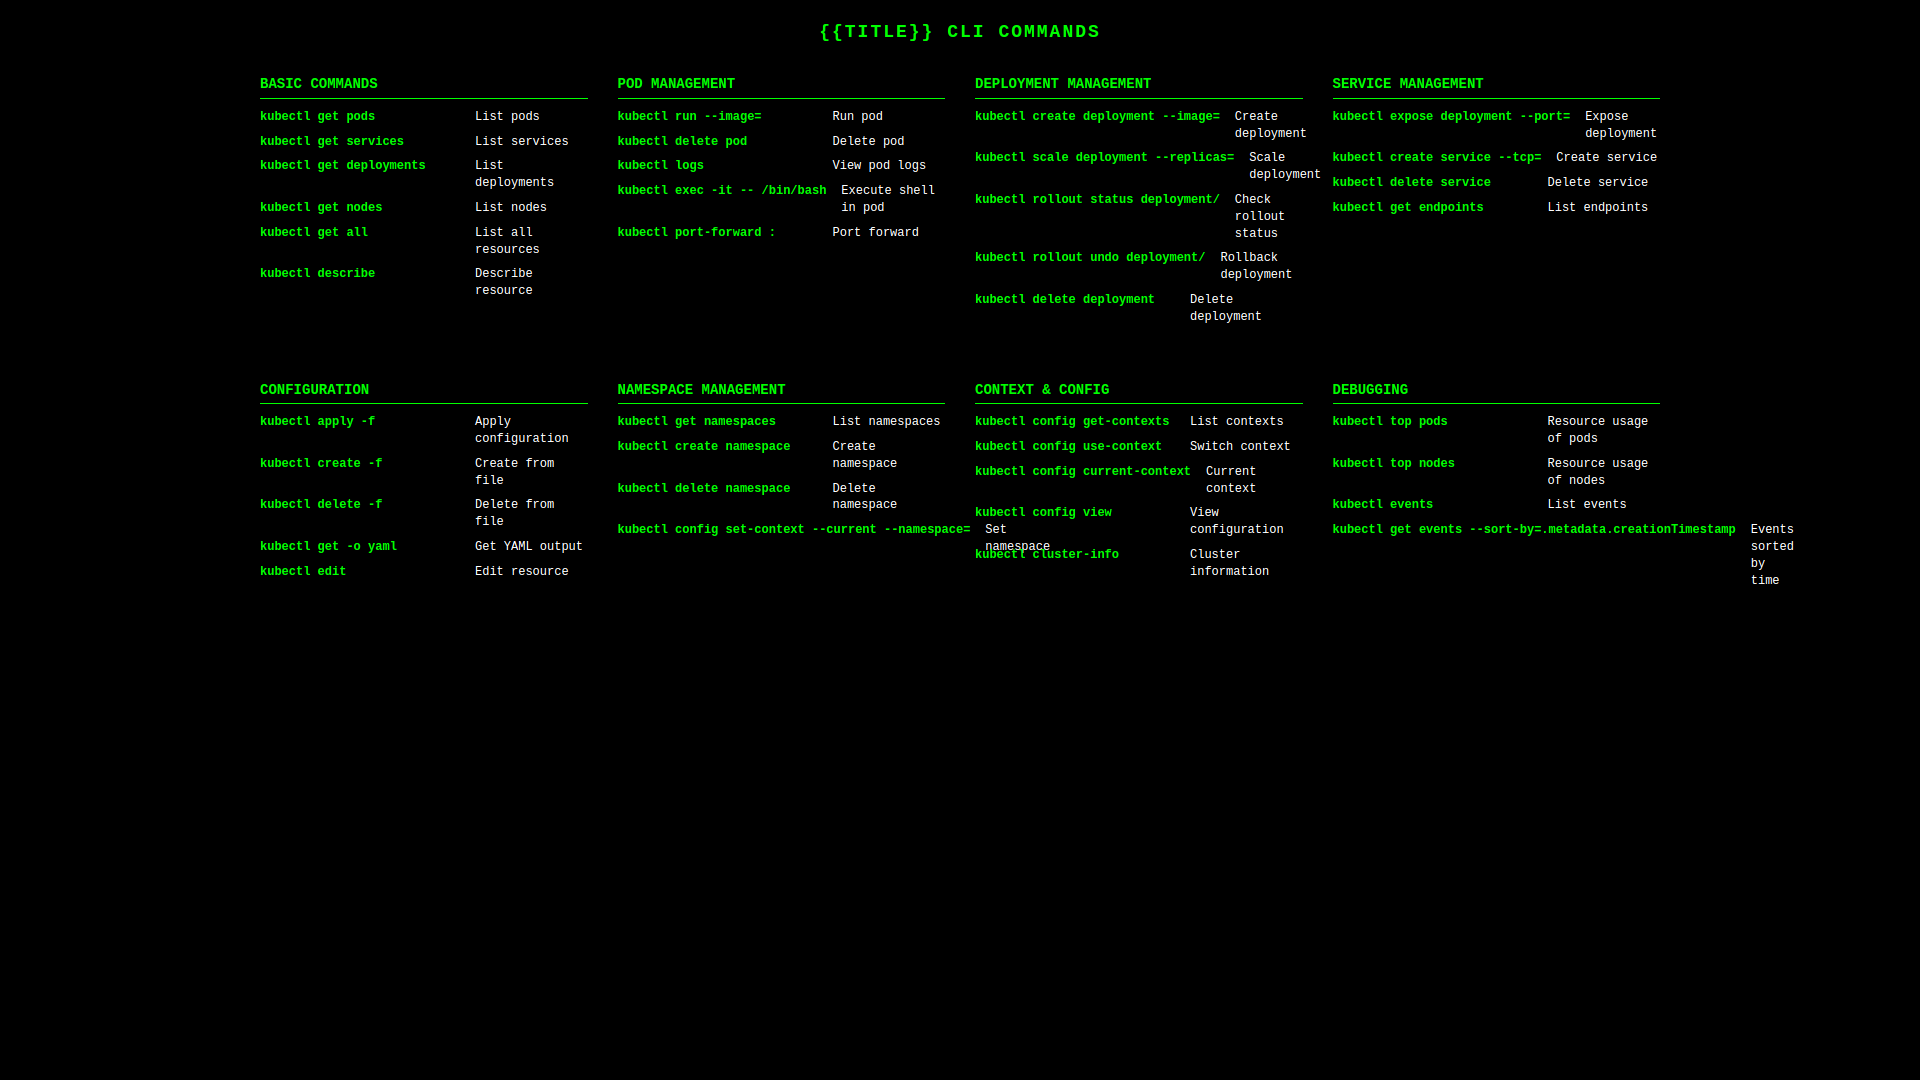 {{TITLE}} CLI COMMANDS
BASIC COMMANDS
kubectl get pods List pods
kubectl get services List services
kubectl get deployments List
deployments
kubectl get nodes List nodes
kubectl get all List all
resources
kubectl describe Describe
resource
POD MANAGEMENT
kubectl run --image= Run pod
kubectl delete pod Delete pod
kubectl logs View pod logs
kubectl exec -it -- /bin/bash Execute shell
in pod
kubectl port-forward : Port forward
DEPLOYMENT MANAGEMENT
kubectl create deployment --image= Create
deployment
kubectl scale deployment --replicas= Scale
deployment
kubectl rollout status deployment/ Check
rollout
status
kubectl rollout undo deployment/ Rollback
deployment
kubectl delete deployment Delete
deployment
SERVICE MANAGEMENT
kubectl expose deployment --port= Expose
deployment
kubectl create service --tcp= Create service
kubectl delete service Delete service
kubectl get endpoints List endpoints
CONFIGURATION
kubectl apply -f Apply
configuration
kubectl create -f Create from
file
kubectl delete -f Delete from
file
kubectl get -o yaml Get YAML output
kubectl edit Edit resource
NAMESPACE MANAGEMENT
kubectl get namespaces List namespaces
kubectl create namespace Create
namespace
kubectl delete namespace Delete
namespace
kubectl config set-context --current --namespace= Set
namespace
CONTEXT & CONFIG
kubectl config get-contexts List contexts
kubectl config use-context Switch context
kubectl config current-context Current
context
kubectl config view View
configuration
kubectl cluster-info Cluster
information
DEBUGGING
kubectl top pods Resource usage
of pods
kubectl top nodes Resource usage
of nodes
kubectl events List events
kubectl get events --sort-by=.metadata.creationTimestamp Events
sorted
by
time